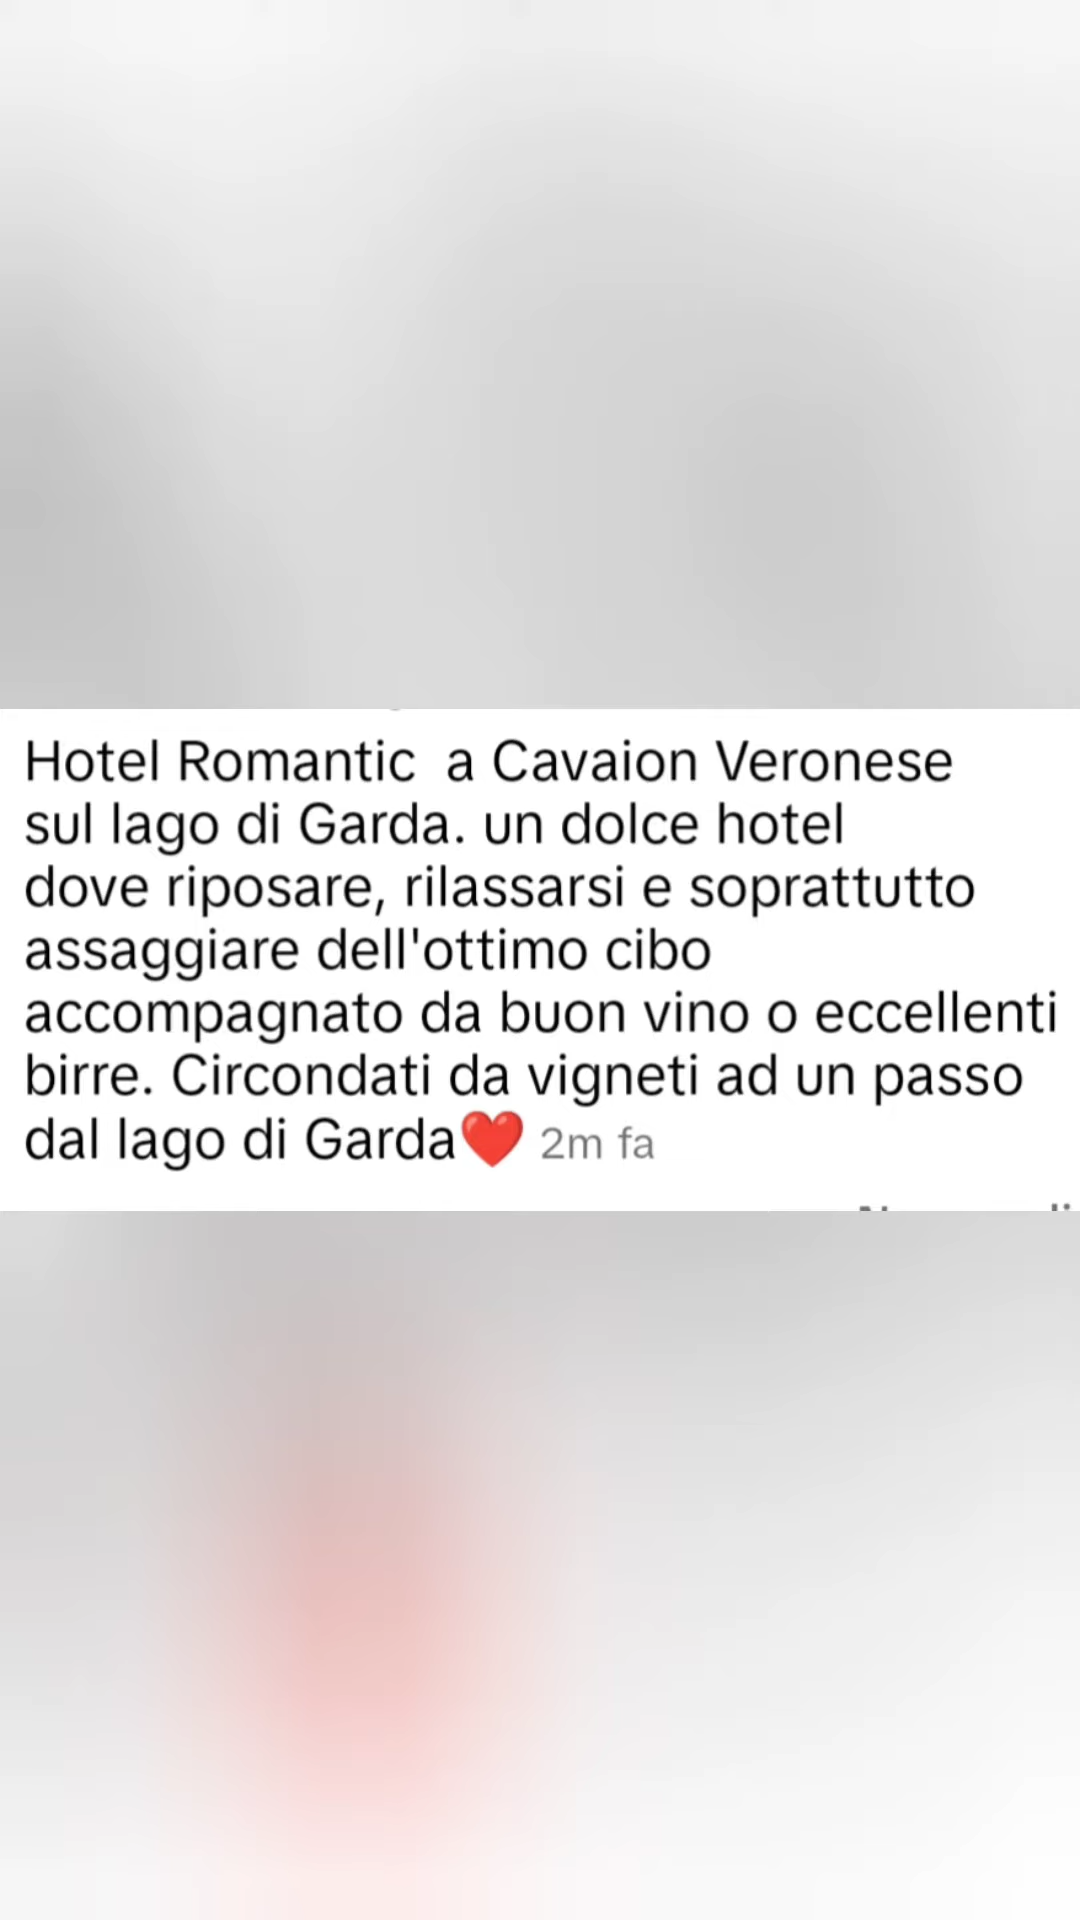 Hotel Romantic  a Cavaion Veronese
sul lago di Garda. un dolce hotel
dove riposare, rilassarsi e soprattutto
assaggiare dell'ottimo cibo
accompagnato da buon vino o eccellenti
birre. Circondati da vigneti ad un passo
dal lago di Garda❤️ 2m fa